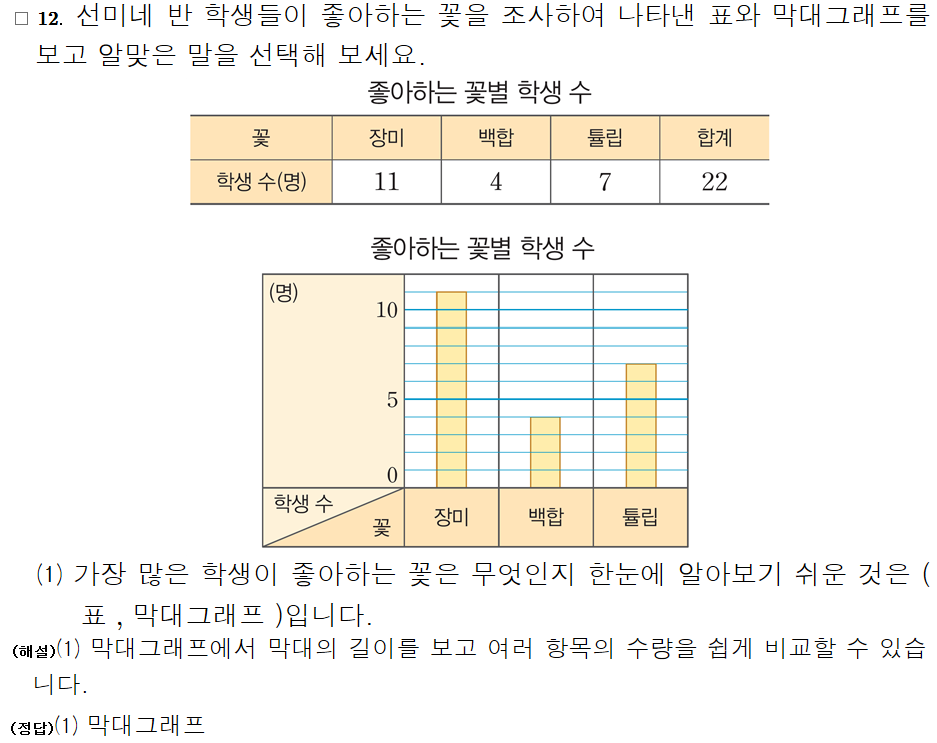 □ 12. 선미네 반 학생들이 좋아하는 꽃을 조사하여 나타낸 표와 막대그래프를
보고 알맞은 말을 선택해 보세요.
좋아하는 꽃별 학생 수
꽃 장미 백합 튤립 합계
학생 수(명) 11 4 7 22
좋아하는 꽃별 학생 수
(명)
10
5
0
학생 수
꽃 장미 백합 튤립
(1) 가장 많은 학생이 좋아하는 꽃은 무엇인지 한눈에 알아보기 쉬운 것은 (
표 , 막대그래프 )입니다.
(해설)(1) 막대그래프에서 막대의 길이를 보고 여러 항목의 수량을 쉽게 비교할 수 있습
니다.
(정답)(1) 막대그래프